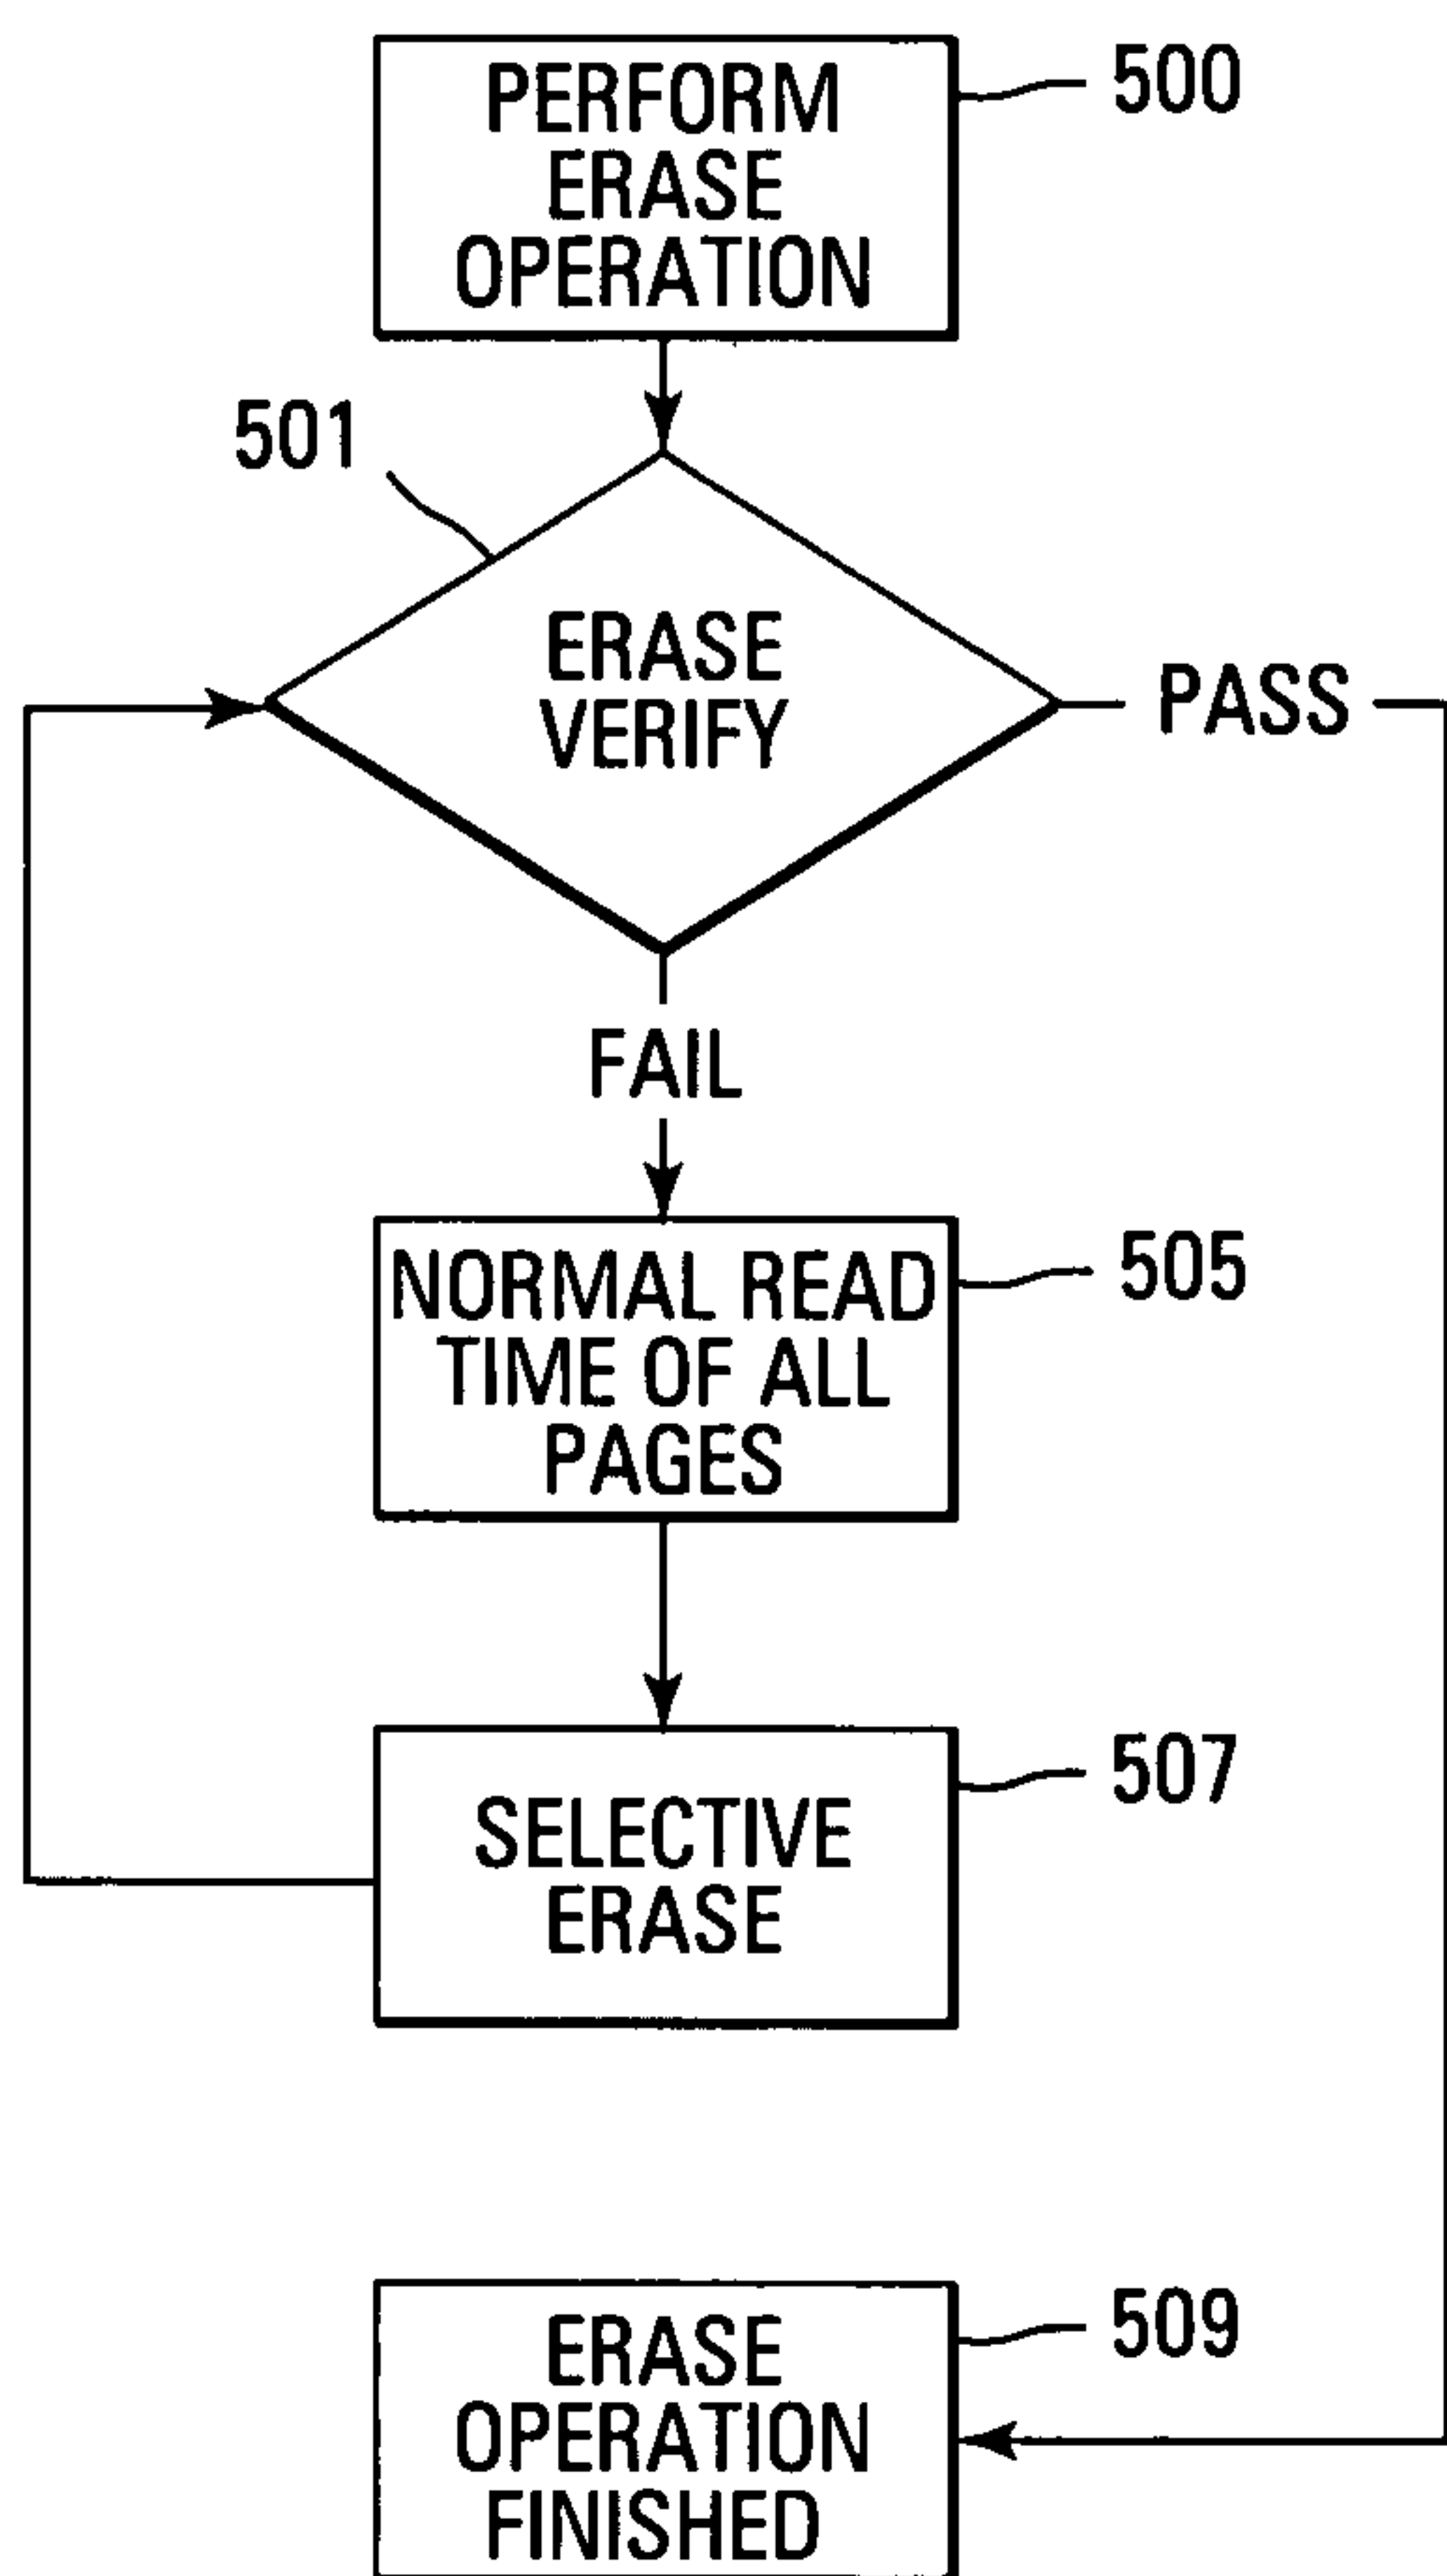 PERFORM
ERASE
OPERATION
500
501
ERASE
VERIFY
PASS
FAIL
NORMAL READ
TIME OF ALL
PAGES
505
SELECTIVE
ERASE
507
ERASE
OPERATION
FINISHED
509